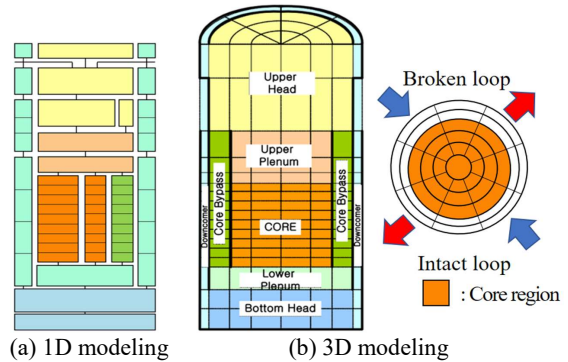 Upper
Head
Upper
Plenum
Core Bypass
Core Bypass
Downcomer
Downcomer
CORE
Lower
Plenum
Bottom Head
Broken loop
Intact loop
: Core region
(a) 1D modeling
(b) 3D modeling